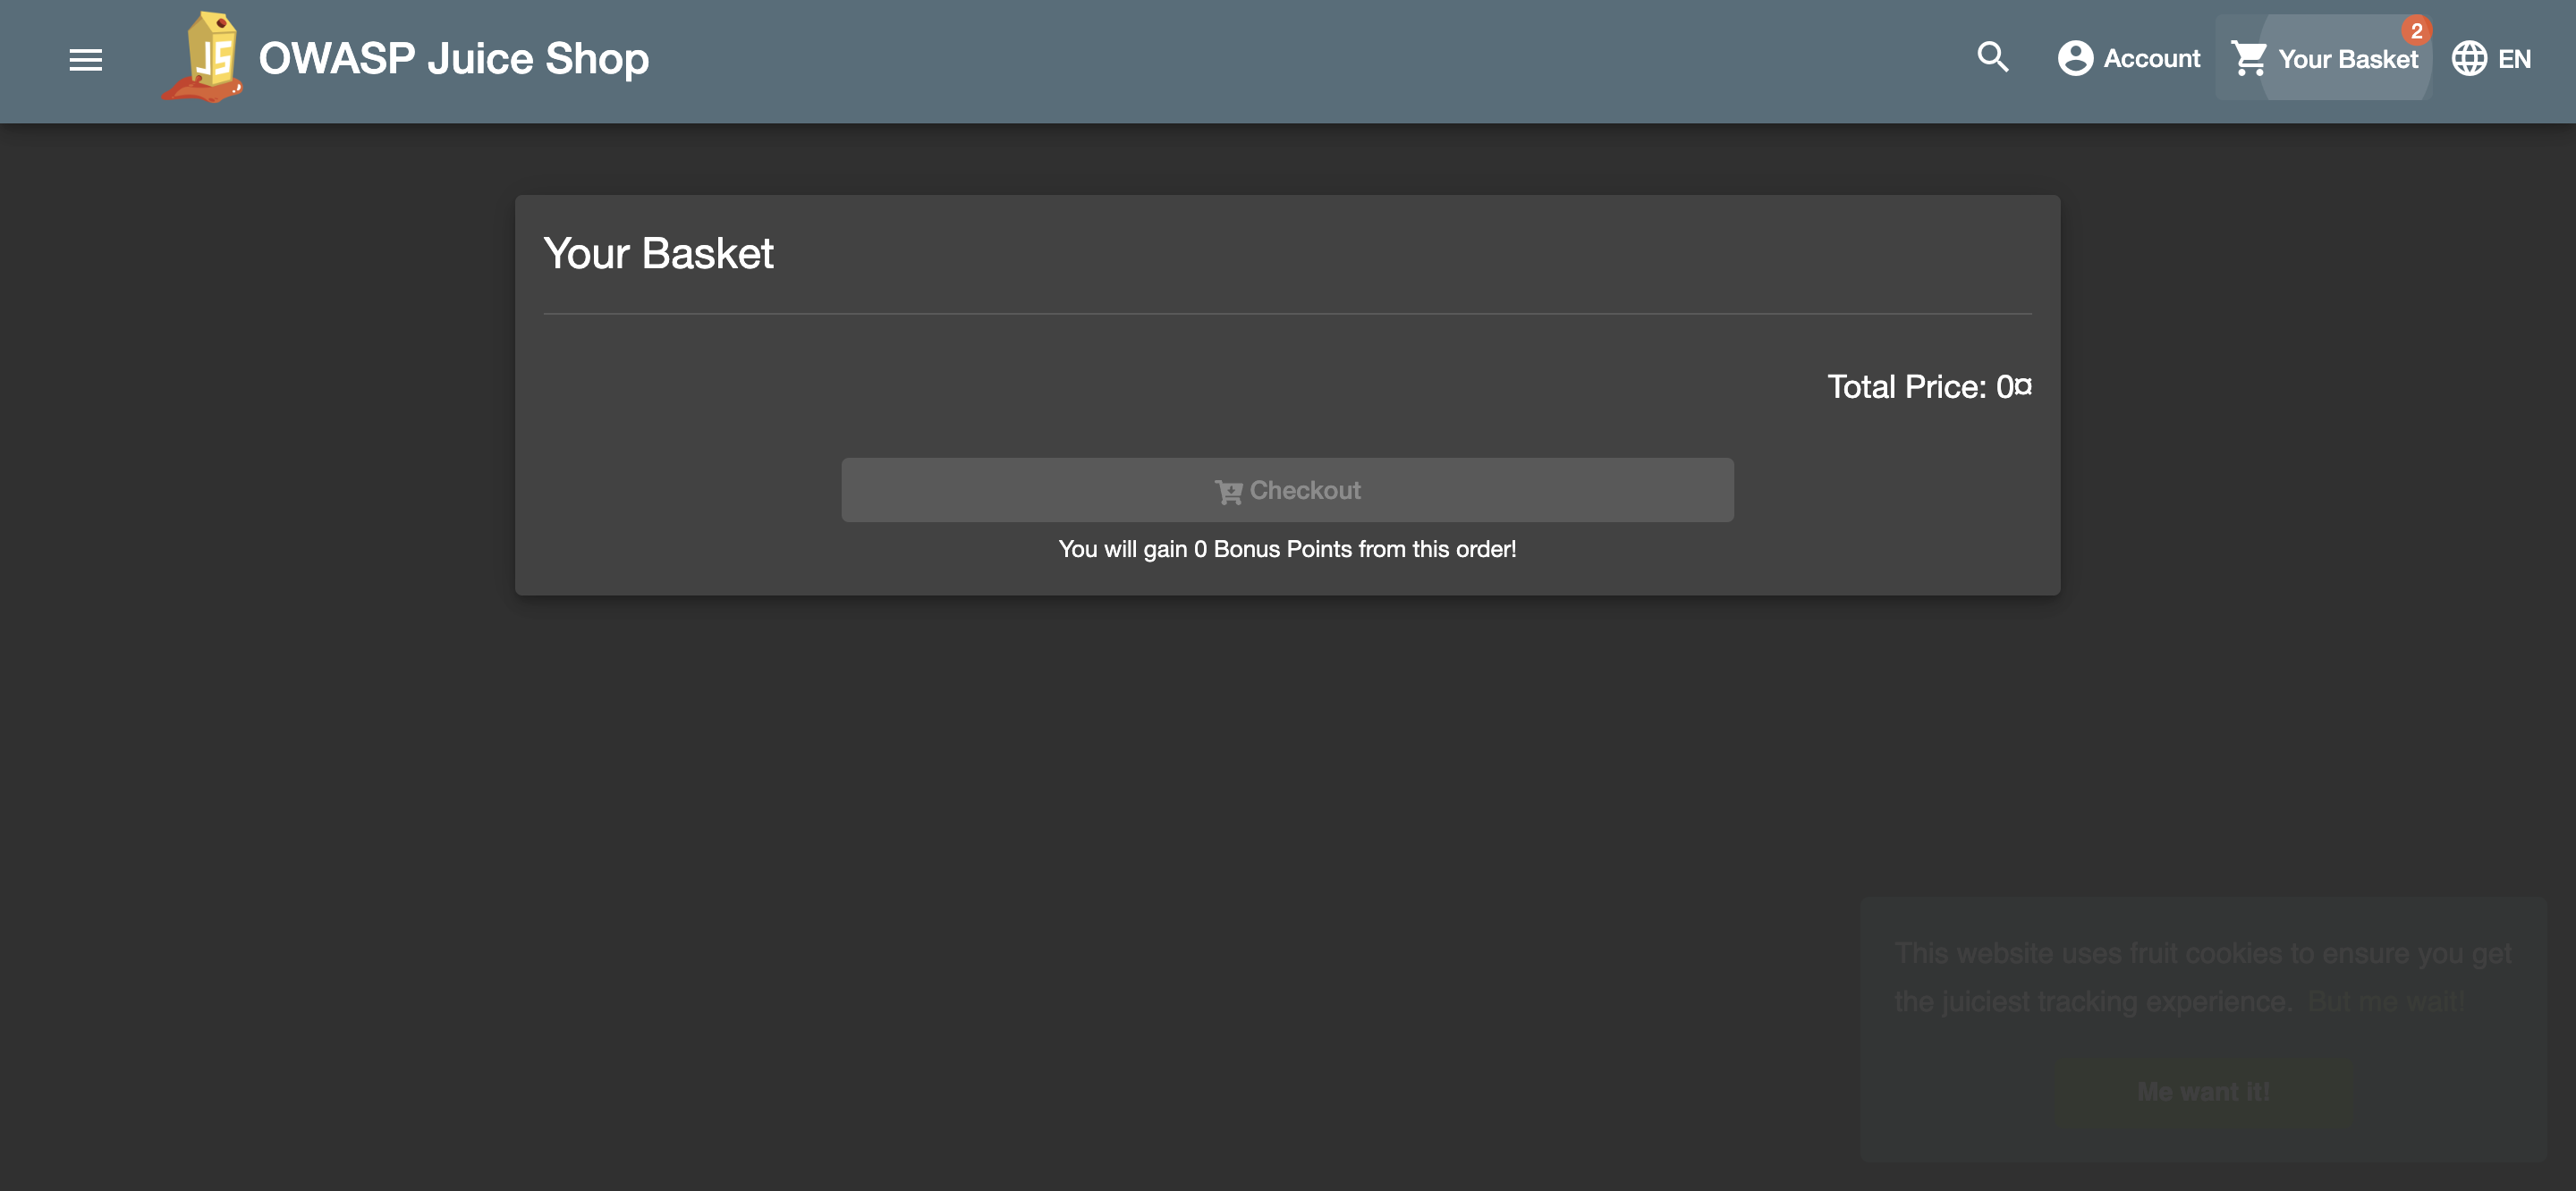 JS
OWASP Juice Shop
Account
Your Basket
2
EN
Your Basket
Total Price: 0¤
Checkout
You will gain 0 Bonus Points from this order!
This website uses fruit cookies to ensure you get
the juiciest tracking experience. But me wait!
Me want it!